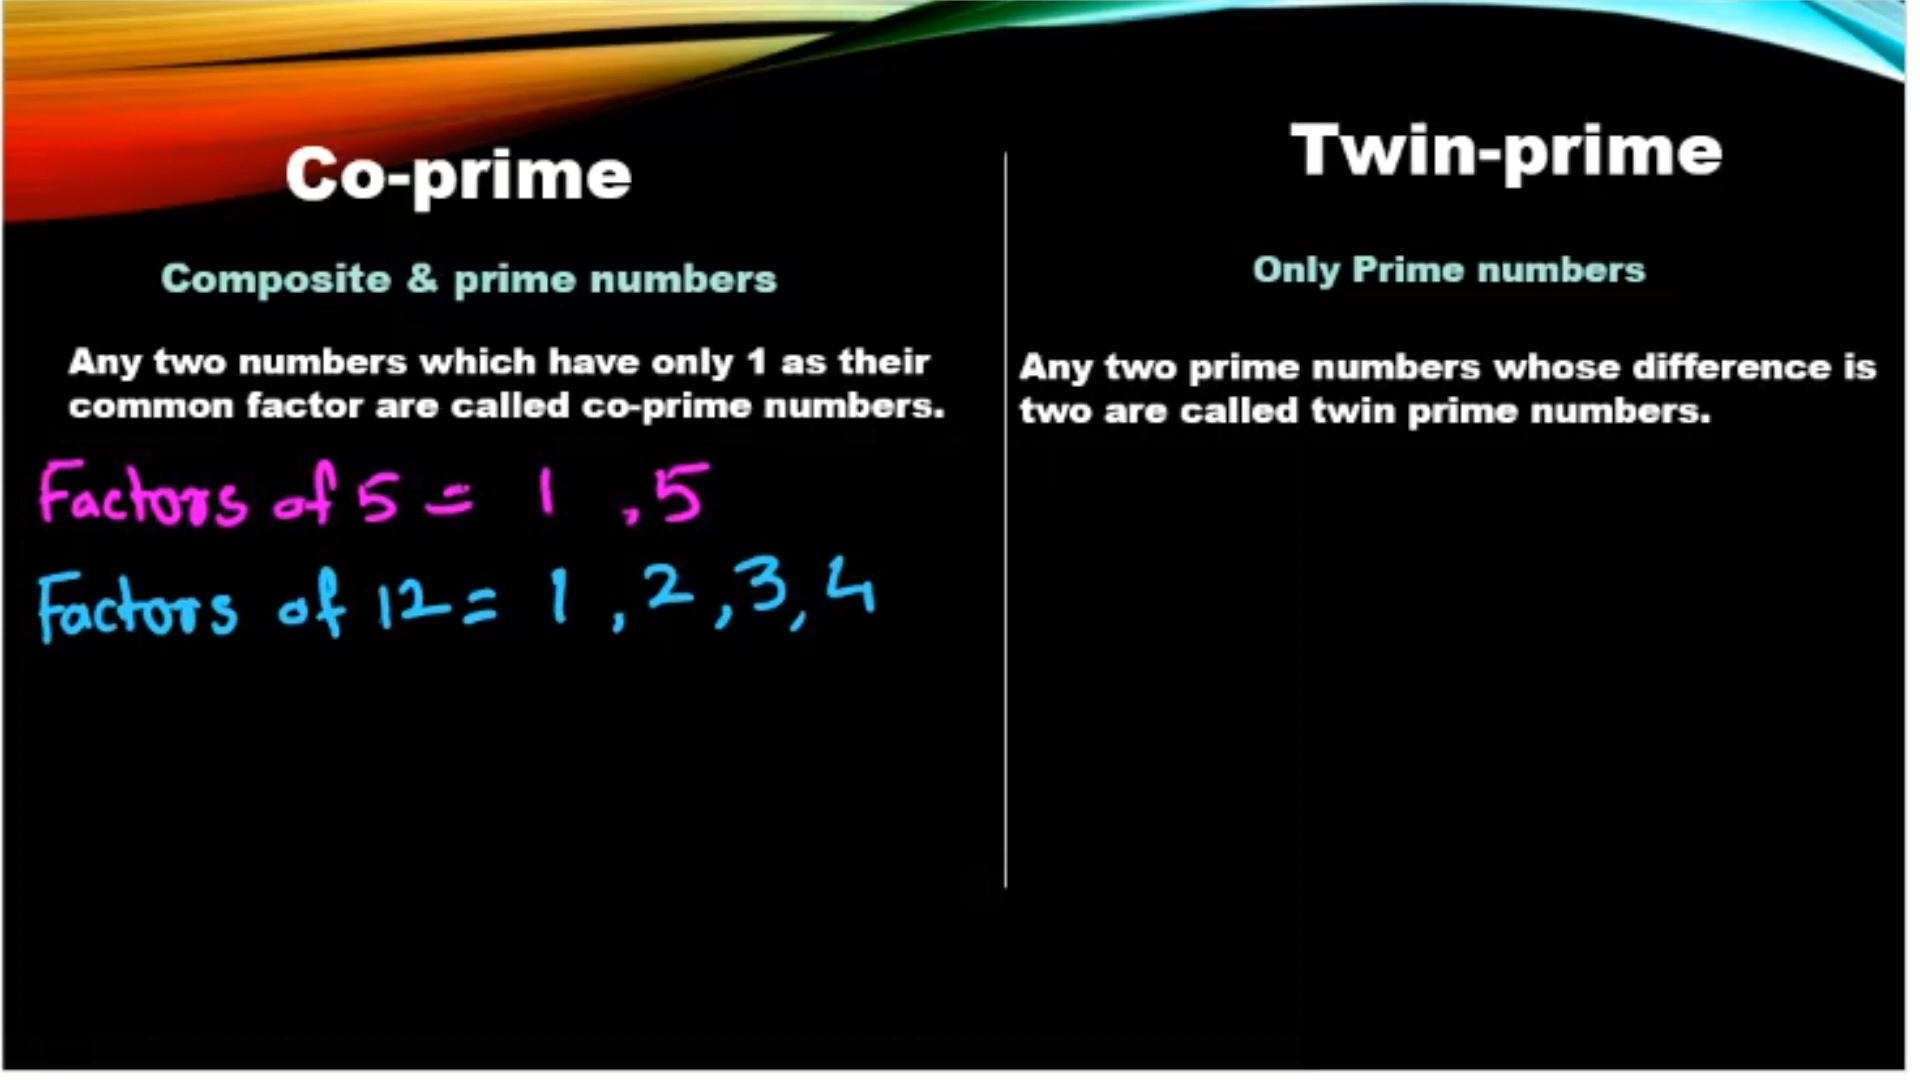 Co-prime
Composite & prime numbers
Any two numbers which have only 1 as their
common factor are called co-prime numbers.
Factors of 5 = 1 , 5
Factors of 12 = 1 , 2 , 3 , 4
Twin-prime
Only Prime numbers
Any two prime numbers whose difference is
two are called twin prime numbers.